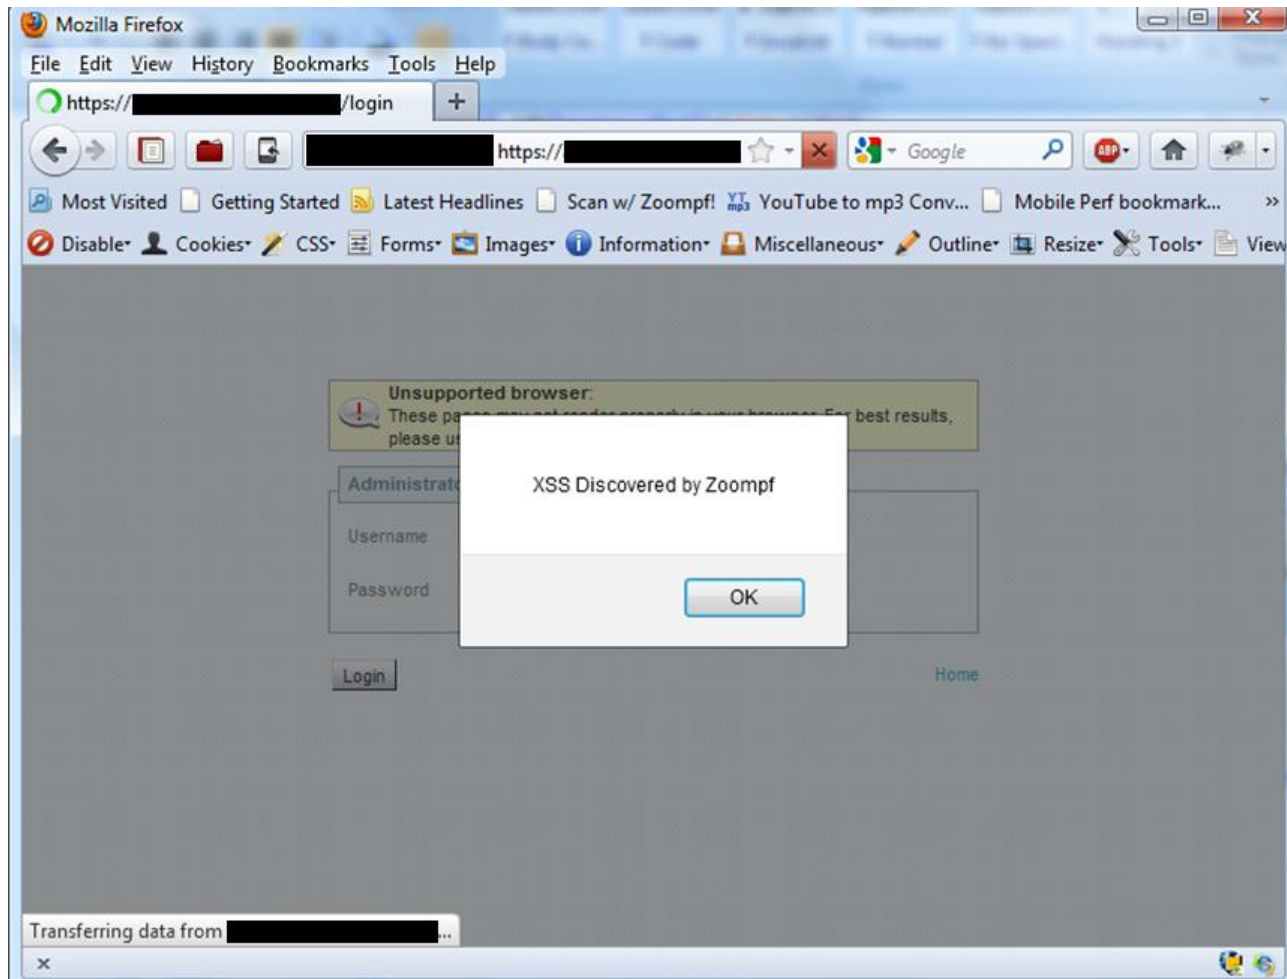 Mozilla Firefox
File Edit View History Bookmarks Tools Help
https:// /login +
https:// Google ABP
Most Visited Getting Started Latest Headlines Scan w/ Zoompf! YT mp3 YouTube to mp3 Conv... Mobile Perf bookmark... »
Disable Cookies CSS Forms Images Information Miscellaneous Outline Resize Tools View
Unsupported browser:
These best results,
please
Username
Password
XSS Discovered by Zoompf
OK
Login Home
Transferring data from ...